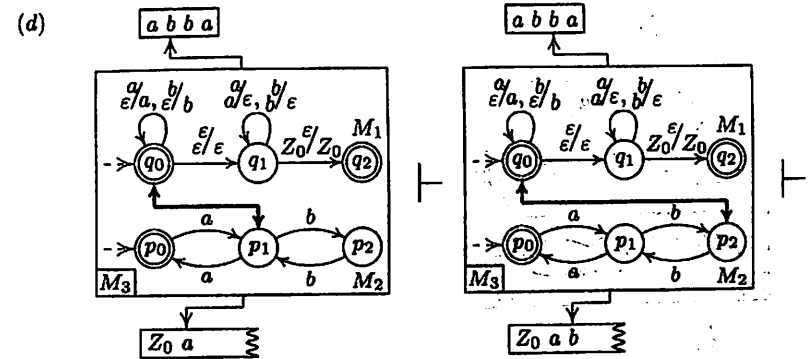 (d)
a b b a
a/ε/a, b/ε/b
a/a/ε, b/b/ε
M₁
ε/ε/ε
ε/Z₀/Z₀
q₀
q₁
q₂
a
b
p₀
p₁
p₂
a
b
M₃
M₂
Z₀ a
⊢
a b b a
a/ε/a, b/ε/b
a/a/ε, b/b/ε
M₁
ε/ε/ε
ε/Z₀/Z₀
q₀
q₁
q₂
a
b
p₀
p₁
p₂
a
b
M₃
M₂
Z₀ a b
⊢